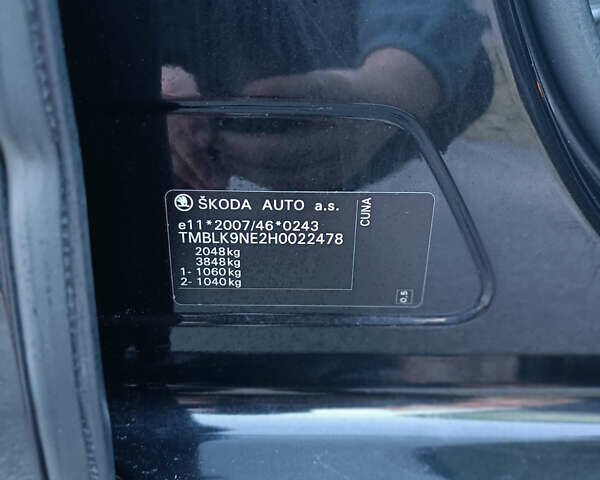 ŠKODA AUTO a.s.
e11*2007/46*0243
TMBLK9NE2H0022478
2048kg
3848kg
1- 1060kg
2- 1040kg
CUNA
0.5